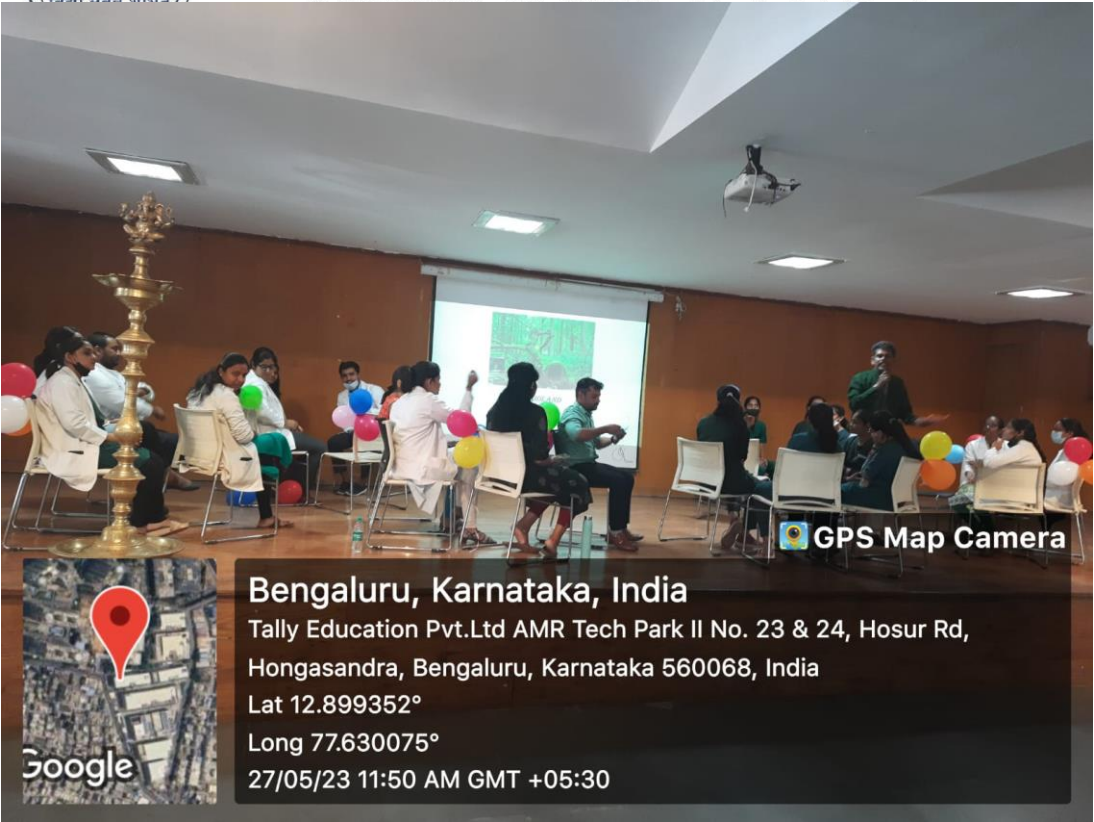 GPS Map Camera
Bengaluru, Karnataka, India
Tally Education Pvt.Ltd AMR Tech Park II No. 23 & 24, Hosur Rd,
Hongasandra, Bengaluru, Karnataka 560068, India
Lat 12.899352°
Long 77.630075°
27/05/23 11:50 AM GMT +05:30
Google